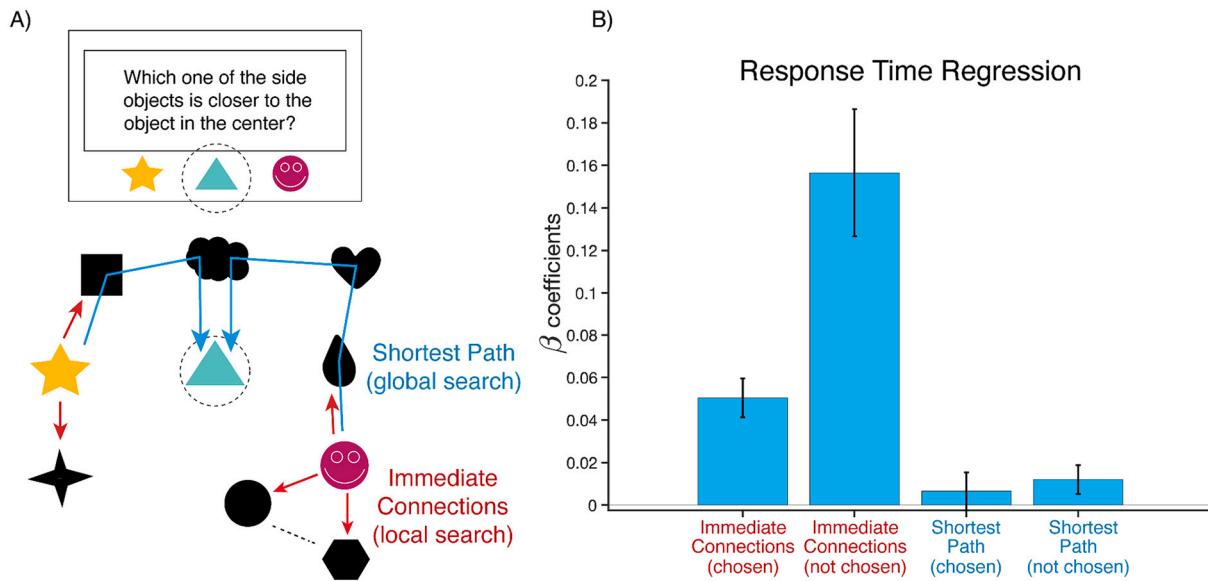 A)
Which one of the side
objects is closer to the
object in the center?
Shortest Path
(global search)
Immediate
Connections
(local search)
B)
Response Time Regression
β coefficients
0.2
0.18
0.16
0.14
0.12
0.1
0.08
0.06
0.04
0.02
0
Immediate
Connections
(chosen)
Immediate
Connections
(not chosen)
Shortest
Path
(chosen)
Shortest
Path
(not chosen)